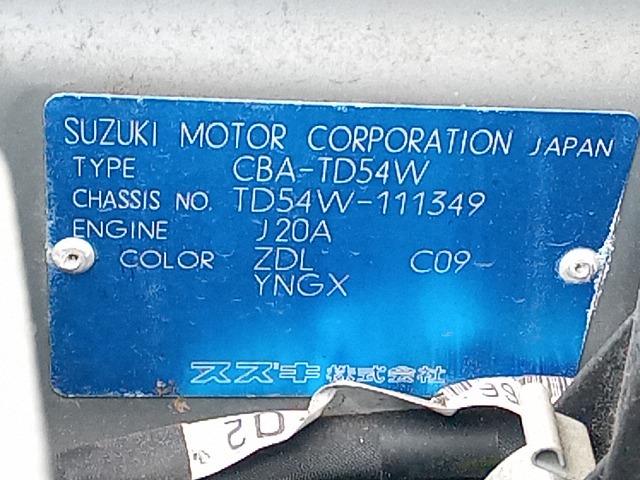 SUZUKI MOTOR CORPORATION JAPAN
TYPE CBA-TD54W
CHASSIS NO. TD54W-111349
ENGINE J20A
COLOR ZDL C09
YNGX
スズキ株式会社
02